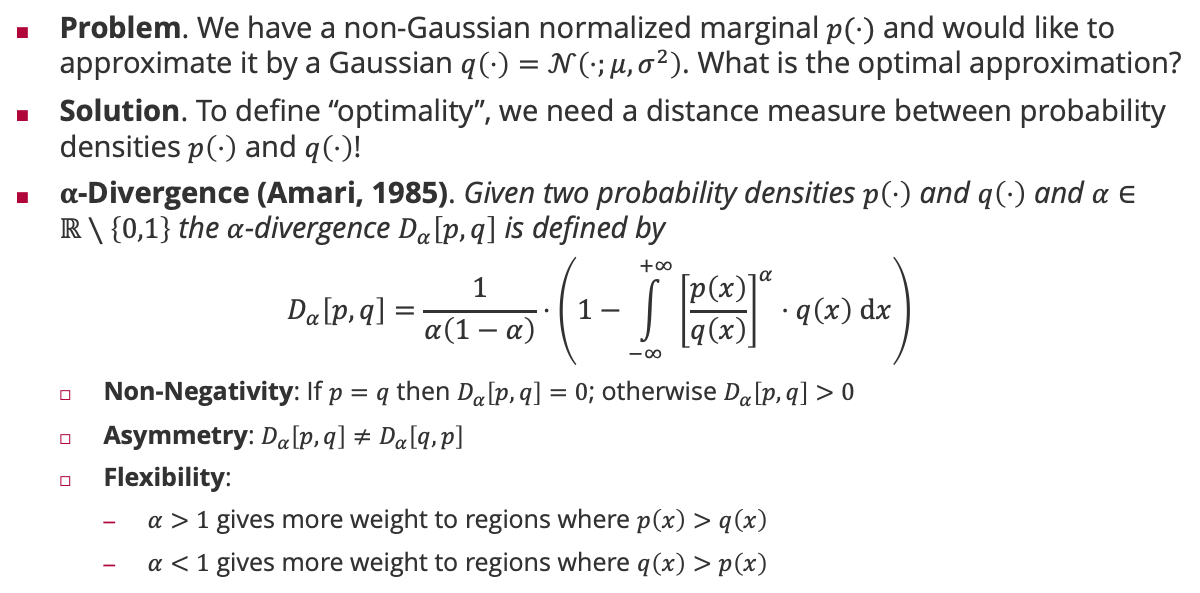 ▪ Problem. We have a non-Gaussian normalized marginal p(·) and would like to
approximate it by a Gaussian q(·) = 𝒩(·; μ, σ²). What is the optimal approximation?
▪ Solution. To define “optimality”, we need a distance measure between probability
densities p(·) and q(·)!
▪ α-Divergence (Amari, 1985). Given two probability densities p(·) and q(·) and α ∈
ℝ \ {0,1} the α-divergence D_α[p, q] is defined by
D_α[p, q] = 1/(α(1 − α)) · (1 − ∫_{−∞}^{+∞} [p(x)/q(x)]^α · q(x) dx)
▫ Non-Negativity: If p = q then D_α[p, q] = 0; otherwise D_α[p, q] > 0
▫ Asymmetry: D_α[p, q] ≠ D_α[q, p]
▫ Flexibility:
– α > 1 gives more weight to regions where p(x) > q(x)
– α < 1 gives more weight to regions where q(x) > p(x)